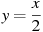 y = x/2